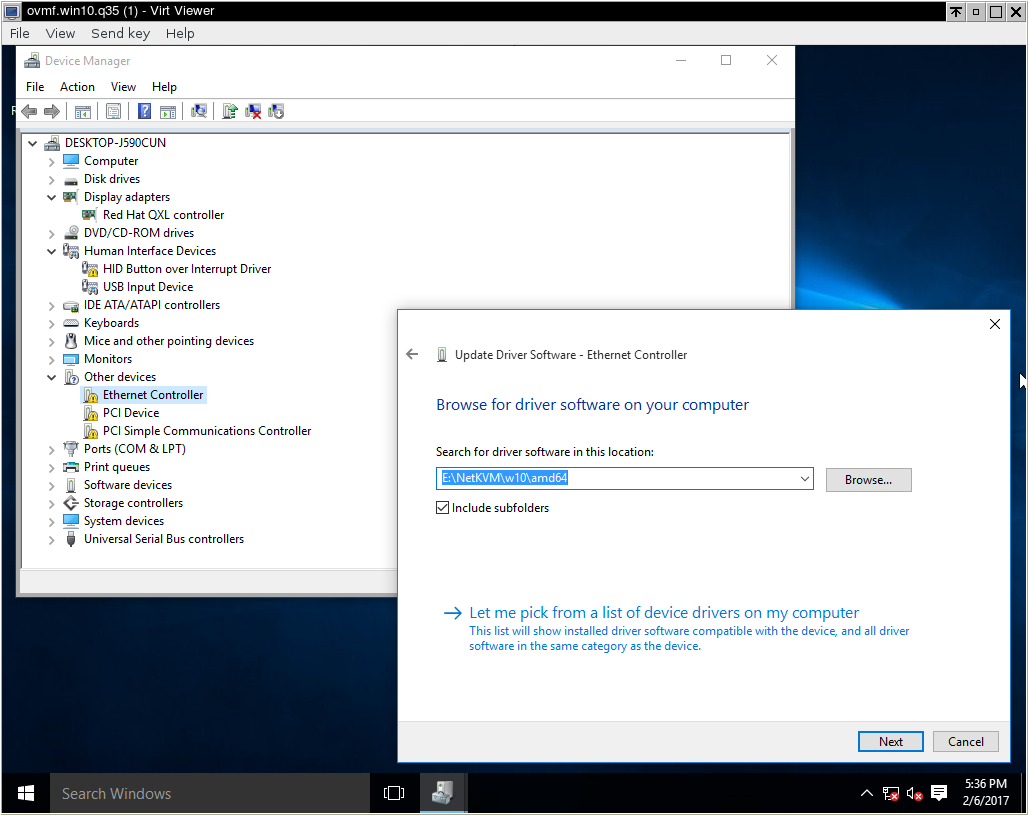 ovmf.win10.q35 (1) - Virt Viewer
File View Send key Help
Device Manager
File Action View Help
DESKTOP-J590CUN
Computer
Disk drives
Display adapters
Red Hat QXL controller
DVD/CD-ROM drives
Human Interface Devices
HID Button over Interrupt Driver
USB Input Device
IDE ATA/ATAPI controllers
Keyboards
Mice and other pointing devices
Monitors
Other devices
Ethernet Controller
PCI Device
PCI Simple Communications Controller
Ports (COM & LPT)
Print queues
Software devices
Storage controllers
System devices
Universal Serial Bus controllers
Update Driver Software - Ethernet Controller
Browse for driver software on your computer
Search for driver software in this location:
E:\NetKVM\w10\amd64
Browse...
Include subfolders
Let me pick from a list of device drivers on my computer
This list will show installed driver software compatible with the device, and all driver
software in the same category as the device.
Next Cancel
Search Windows
5:36 PM
2/6/2017